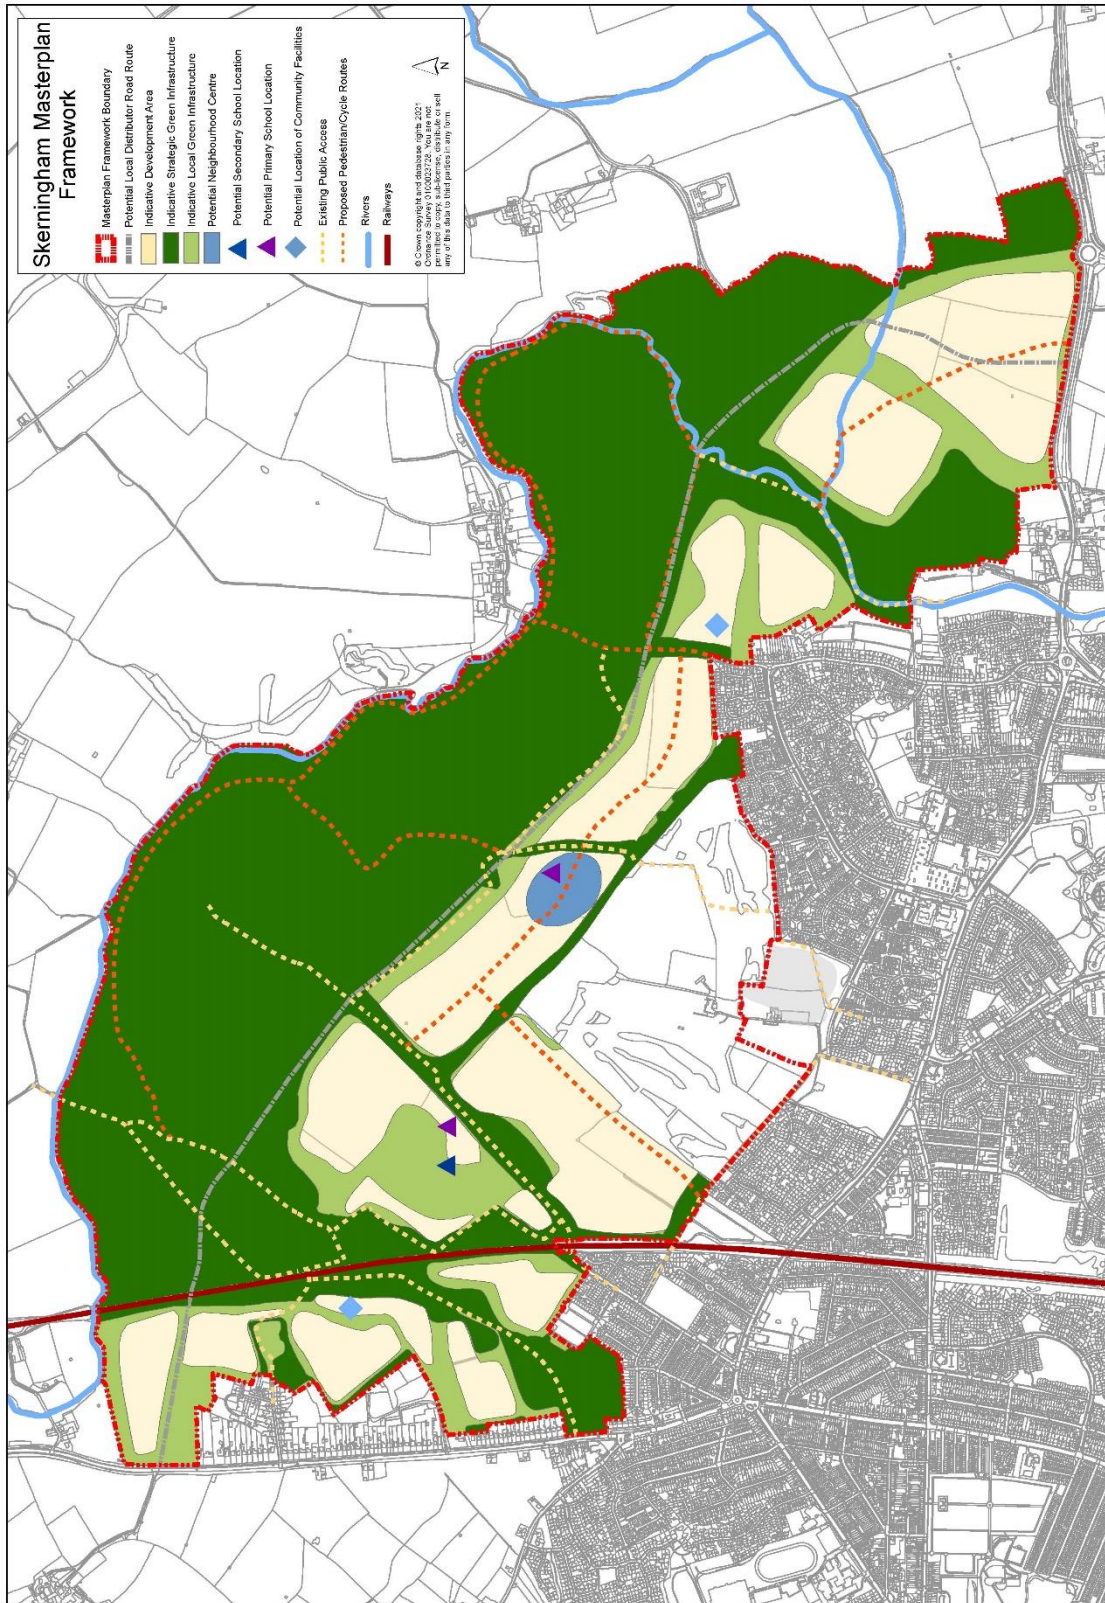 Skerningham Masterplan
Framework
Masterplan Framework Boundary
Potential Local Distributor Road Route
Indicative Development Area
Indicative Strategic Green Infrastructure
Indicative Local Green Infrastructure
Potential Neighbourhood Centre
Potential Secondary School Location
Potential Primary School Location
Potential Location of Community Facilities
Existing Public Access
Proposed Pedestrian/Cycle Routes
Rivers
Railways
© Crown copyright and database rights 2021
Ordnance Survey 0100023728. You are not
permitted to copy, sub-license, distribute or sell
any of this data to third parties in any form.
N